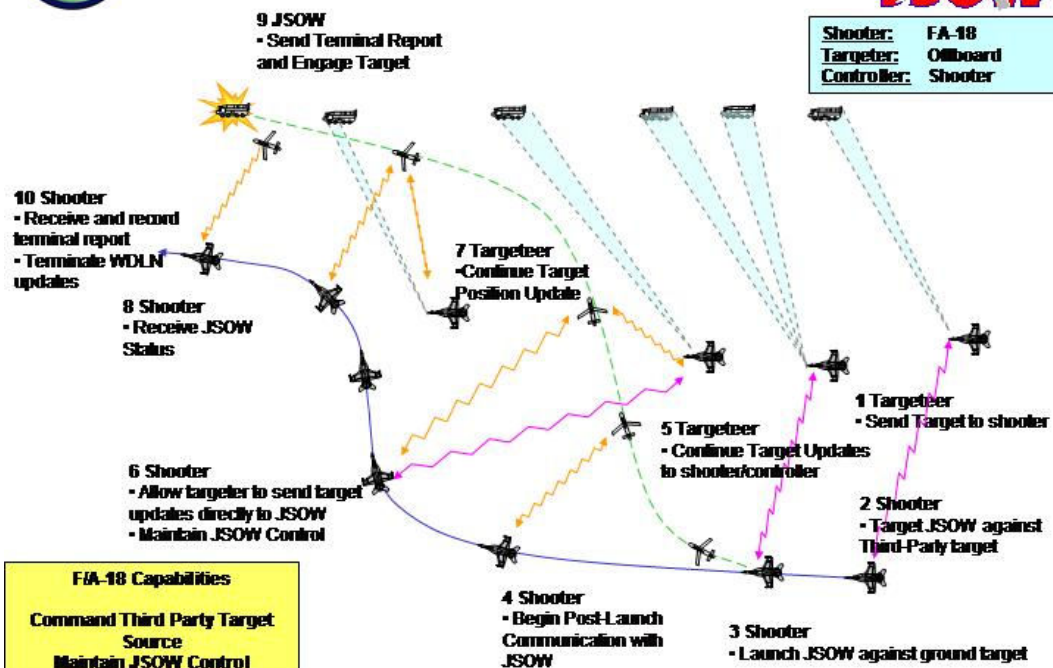 JSOW
9 JSOW
- Send Terminal Report
and Engage Target
Shooter: FA-18
Targeter: Offboard
Controller: Shooter
10 Shooter
- Receive and record
terminal report
- Terminate WDLN
updates
8 Shooter
- Receive JSOW
Status
7 Targeteer
-Continue Target
Position Update
1 Targeteer
- Send Target to shooter
5 Targeteer
- Continue Target Updates
to shooter/controller
6 Shooter
- Allow targeter to send target
updates directly to JSOW
- Maintain JSOW Control
2 Shooter
- Target JSOW against
Third-Party target
F/A-18 Capabilities
Command Third Party Target
Source
Maintain JSOW Control
4 Shooter
- Begin Post-Launch
Communication with
JSOW
3 Shooter
- Launch JSOW against ground target